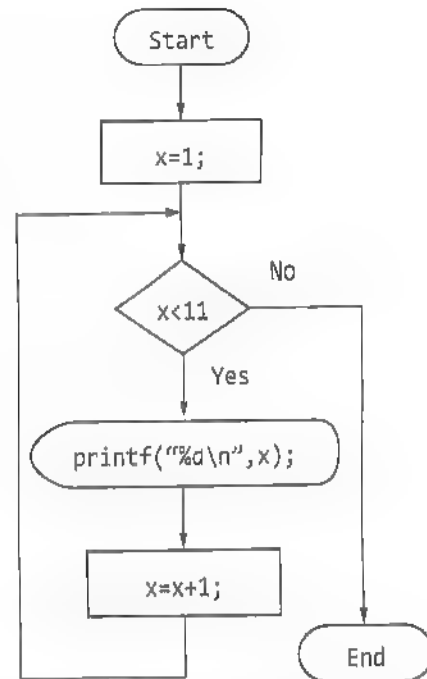 Start
x=1;
No
x<11
Yes
printf("%d\n",x);
x=x+1;
End